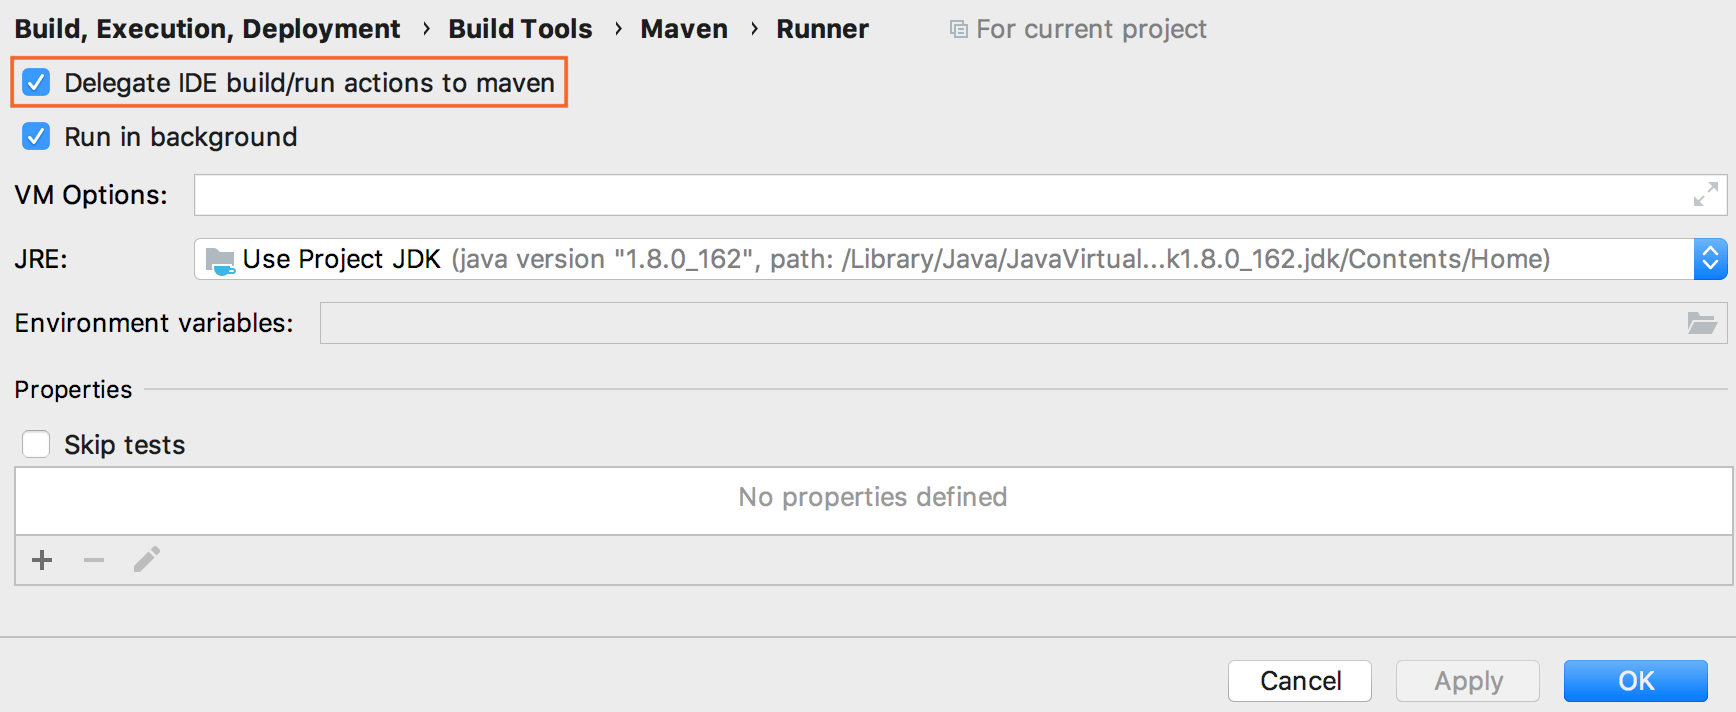 Build, Execution, Deployment › Build Tools › Maven › Runner For current project
Delegate IDE build/run actions to maven
Run in background
VM Options:
JRE: Use Project JDK (java version "1.8.0_162", path: /Library/Java/JavaVirtual...k1.8.0_162.jdk/Contents/Home)
Environment variables:
Properties
Skip tests
No properties defined
Cancel Apply OK